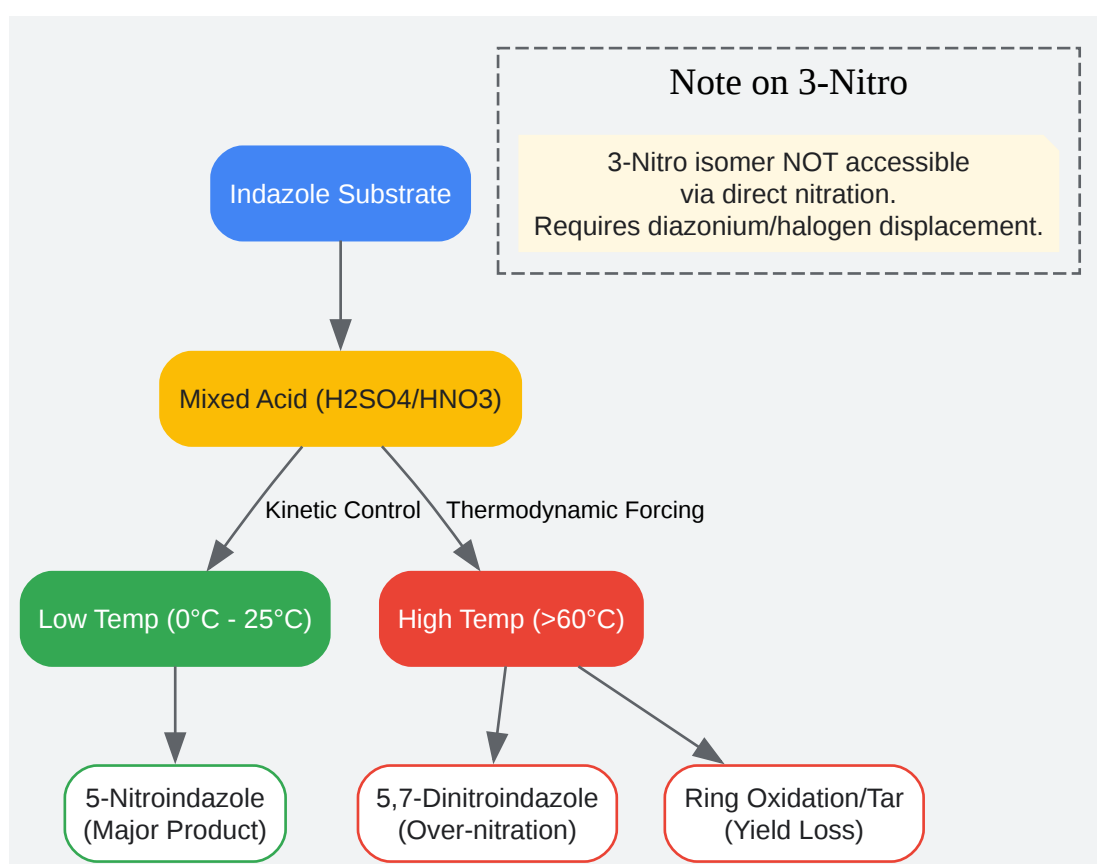 Note on 3-Nitro
3-Nitro isomer NOT accessible
via direct nitration.
Requires diazonium/halogen displacement.
Indazole Substrate
Mixed Acid (H2SO4/HNO3)
Kinetic Control
Thermodynamic Forcing
Low Temp (0°C - 25°C)
High Temp (>60°C)
5-Nitroindazole
(Major Product)
5,7-Dinitroindazole
(Over-nitration)
Ring Oxidation/Tar
(Yield Loss)